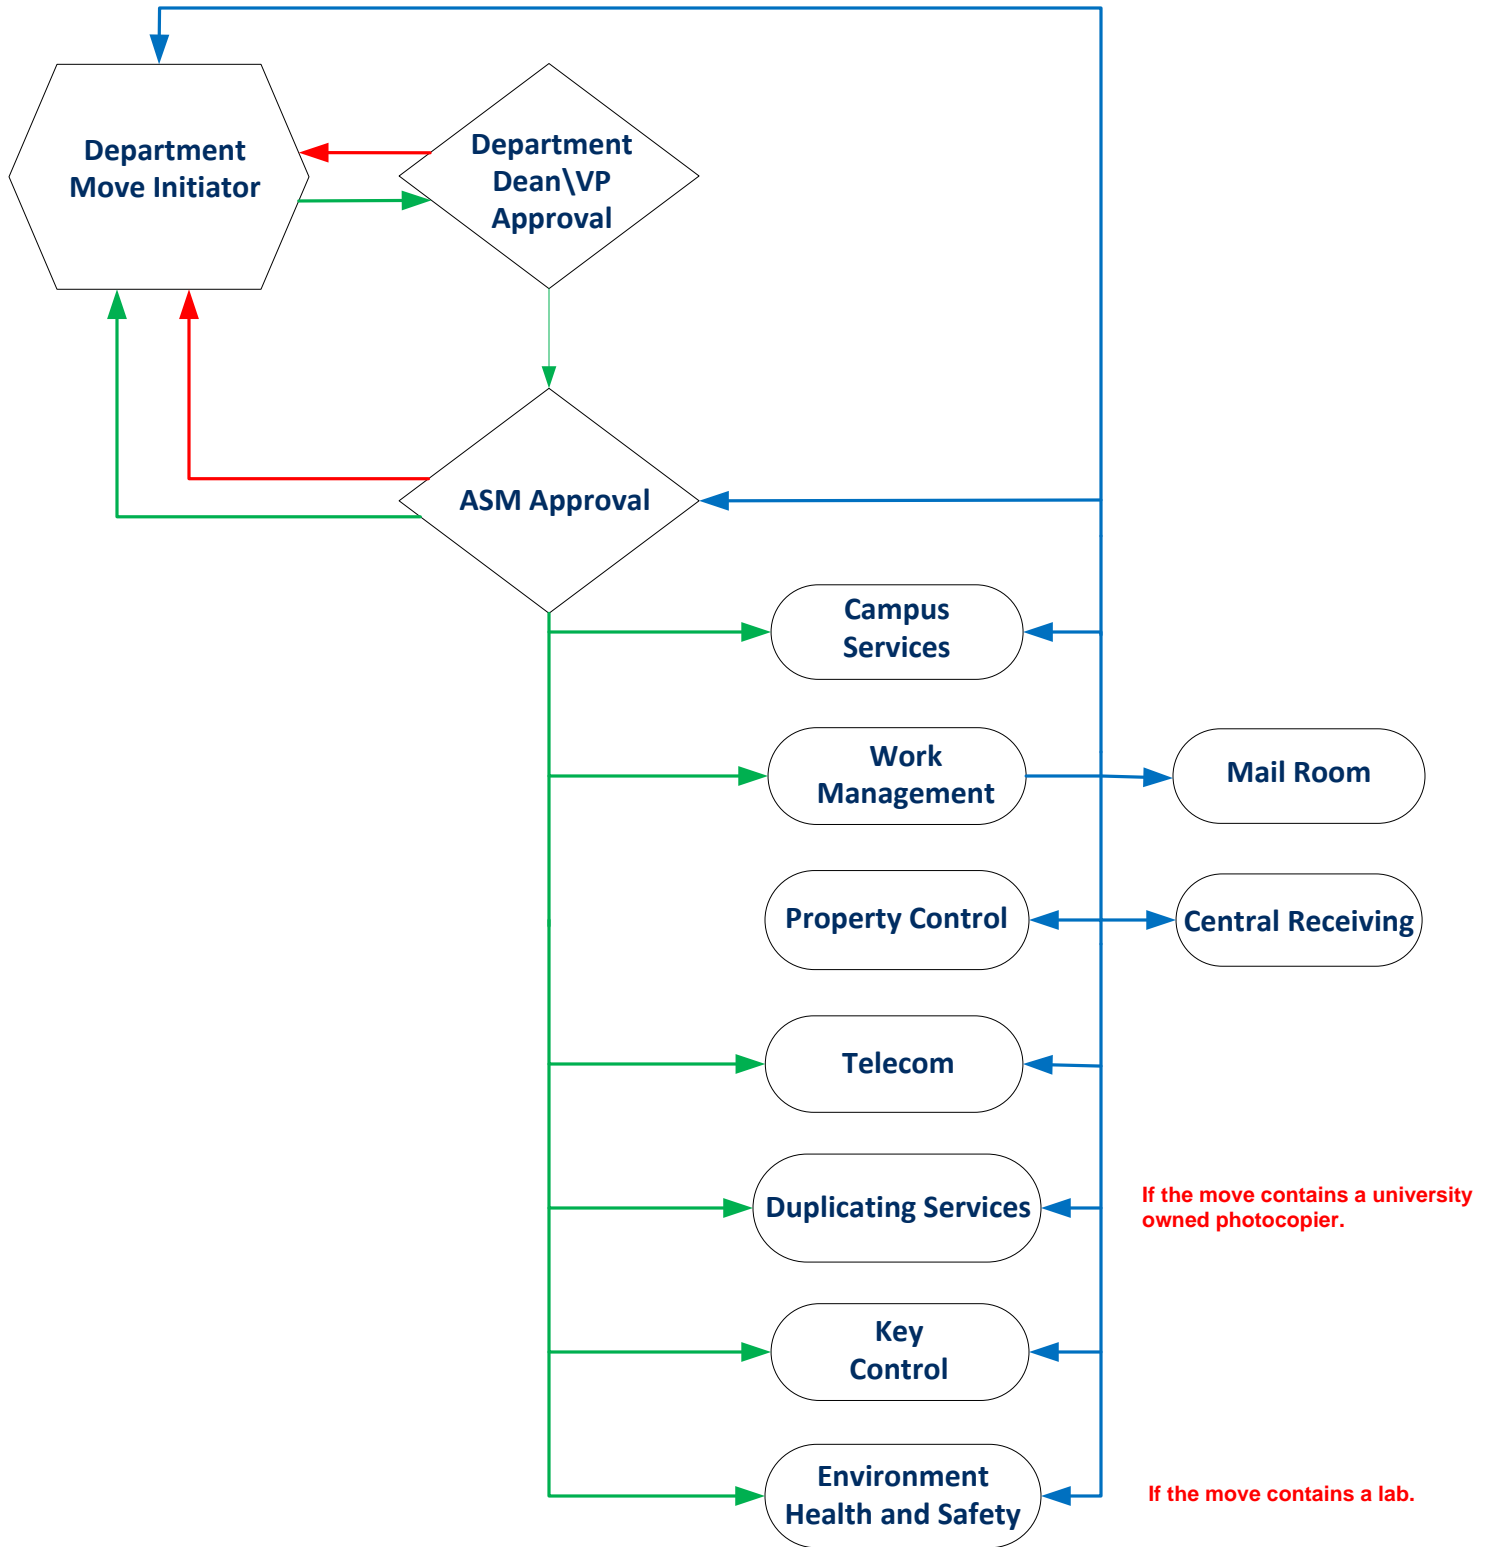 Department
Move Initiator
Department
Dean\VP
Approval
ASM Approval
Campus
Services
Work
Management
Mail Room
Property Control
Central Receiving
Telecom
Duplicating Services
If the move contains a university
owned photocopier.
Key
Control
Environment
Health and Safety
If the move contains a lab.